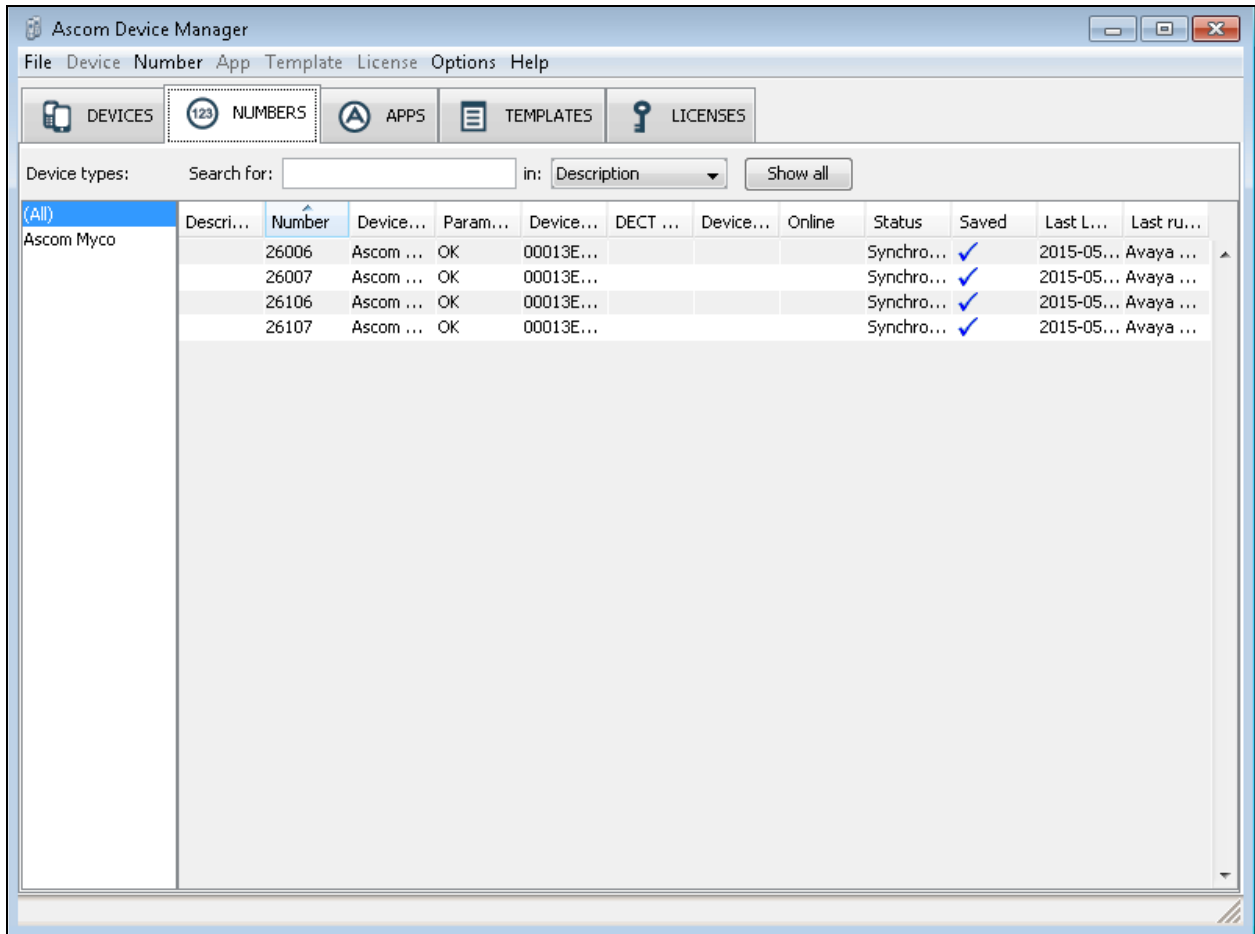 Ascom Device Manager
File Device Number App Template License Options Help
DEVICES 123 NUMBERS APPS TEMPLATES LICENSES
Device types: Search for: in: Description Show all
(All) Descri... Number Device... Param... Device... DECT ... Device... Online Status Saved Last L... Last ru...
Ascom Myco
26006 Ascom ... OK 00013E... Synchro... 2015-05... Avaya ...
26007 Ascom ... OK 00013E... Synchro... 2015-05... Avaya ...
26106 Ascom ... OK 00013E... Synchro... 2015-05... Avaya ...
26107 Ascom ... OK 00013E... Synchro... 2015-05... Avaya ...